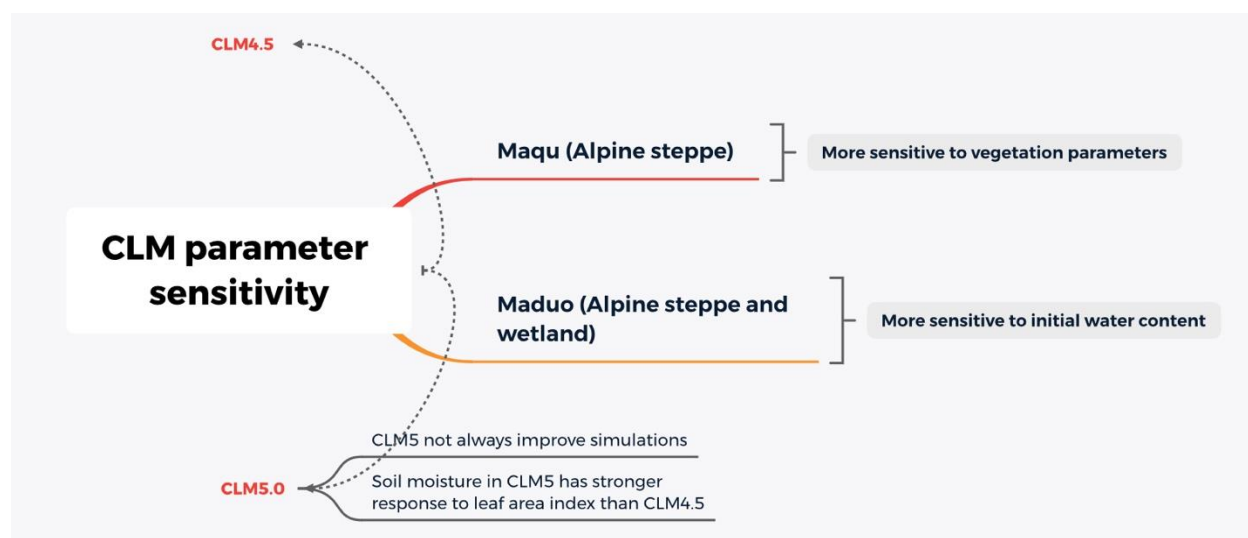 CLM4.5
Maqu (Alpine steppe)
More sensitive to vegetation parameters
CLM parameter
sensitivity
Maduo (Alpine steppe and
wetland)
More sensitive to initial water content
CLM5 not always improve simulations
CLM5.0
Soil moisture in CLM5 has stronger
response to leaf area index than CLM4.5